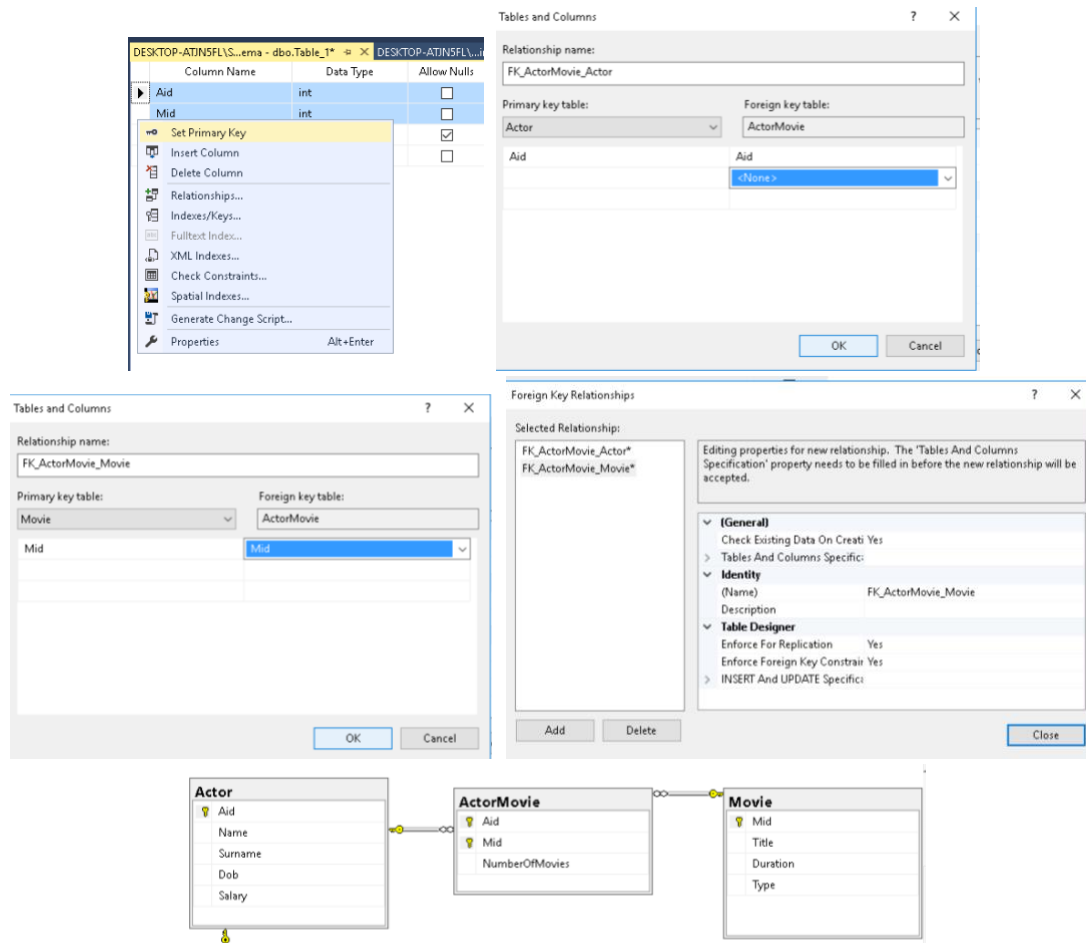 DESKTOP-ATJN5FL\S...ema - dbo.Table_1* DESKTOP-ATJN5FL\...
Column Name Data Type Allow Nulls
Aid int
Mid int
Set Primary Key
Insert Column
Delete Column
Relationships...
Indexes/Keys...
Fulltext Index...
XML Indexes...
Check Constraints...
Spatial Indexes...
Generate Change Script...
Properties Alt+Enter
Tables and Columns ?
Relationship name:
FK_ActorMovie_Actor
Primary key table: Foreign key table:
Actor ActorMovie
Aid Aid
<None>
OK Cancel
Tables and Columns ?
Relationship name:
FK_ActorMovie_Movie
Primary key table: Foreign key table:
Movie ActorMovie
Mid Mid
OK Cancel
Foreign Key Relationships ?
Selected Relationship:
FK_ActorMovie_Actor*
FK_ActorMovie_Movie*
Editing properties for new relationship. The 'Tables And Columns
Specification' property needs to be filled in before the new relationship will be
accepted.
(General)
Check Existing Data On Creati Yes
Tables And Columns Specific
Identity
(Name) FK_ActorMovie_Movie
Description
Table Designer
Enforce For Replication Yes
Enforce Foreign Key Constrair Yes
INSERT And UPDATE Specific
Add Delete
Close
Actor
Aid
Name
Surname
Dob
Salary
ActorMovie
Aid
Mid
NumberOfMovies
Movie
Mid
Title
Duration
Type